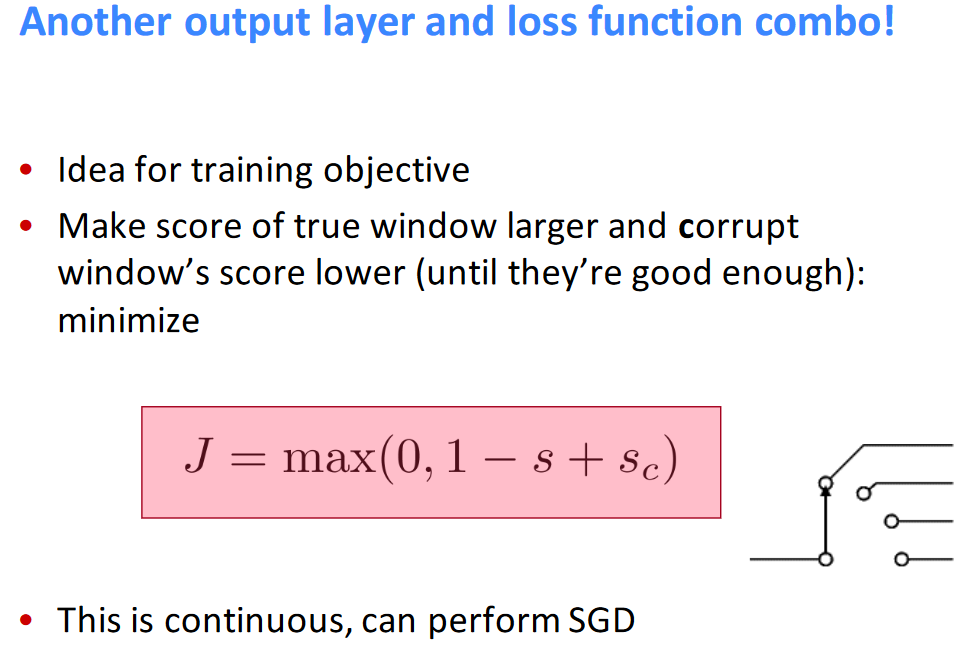 Another output layer and loss function combo!
• Idea for training objective
• Make score of true window larger and corrupt
window’s score lower (until they’re good enough):
minimize
J = max(0, 1 − s + s_c)
• This is continuous, can perform SGD